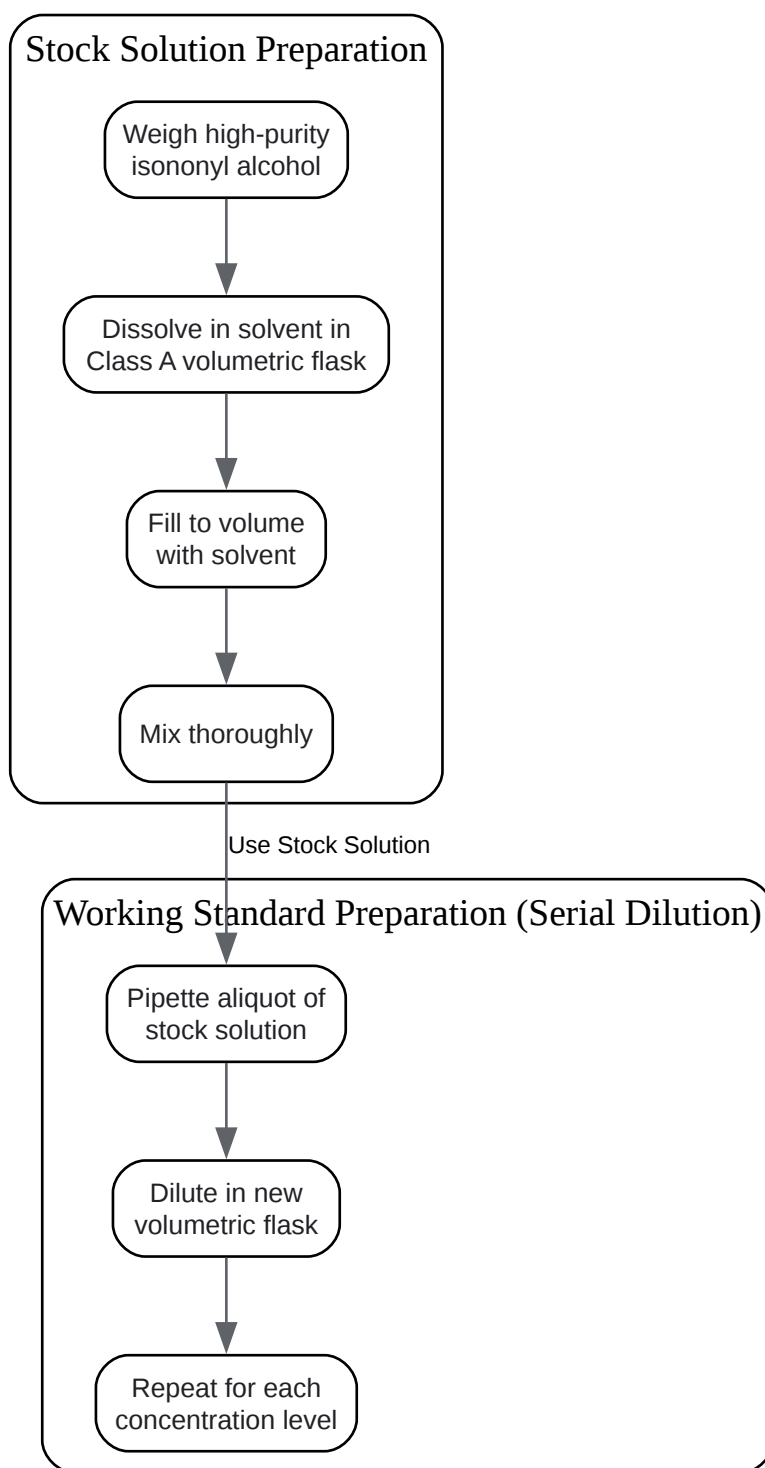 Stock Solution Preparation
Weigh high-purity
isononyl alcohol
Dissolve in solvent in
Class A volumetric flask
Fill to volume
with solvent
Mix thoroughly
Use Stock Solution
Working Standard Preparation (Serial Dilution)
Pipette aliquot of
stock solution
Dilute in new
volumetric flask
Repeat for each
concentration level